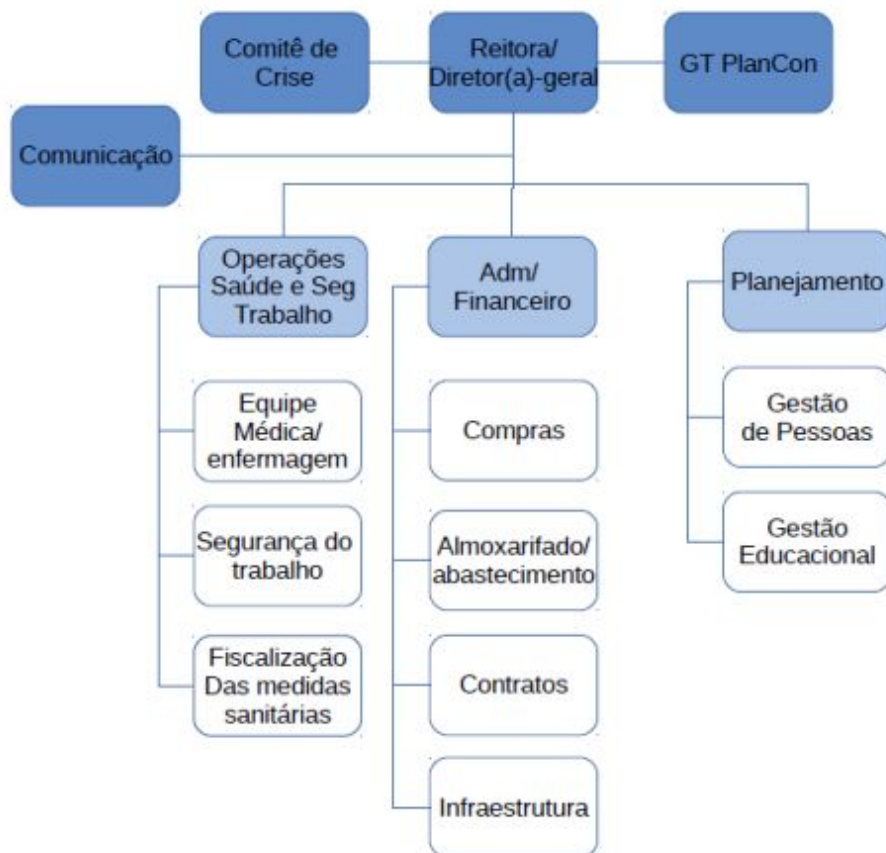 Comitê de
Crise
Reitora/
Diretor(a)-geral
GT PlanCon
Comunicação
Operações
Saúde e Seg
Trabalho
Adm/
Financeiro
Planejamento
Equipe
Médica/
enfermagem
Compras
Gestão
de Pessoas
Segurança do
trabalho
Almoxarifado/
abastecimento
Gestão
Educacional
Fiscalização
Das medidas
sanitárias
Contratos
Infraestrutura